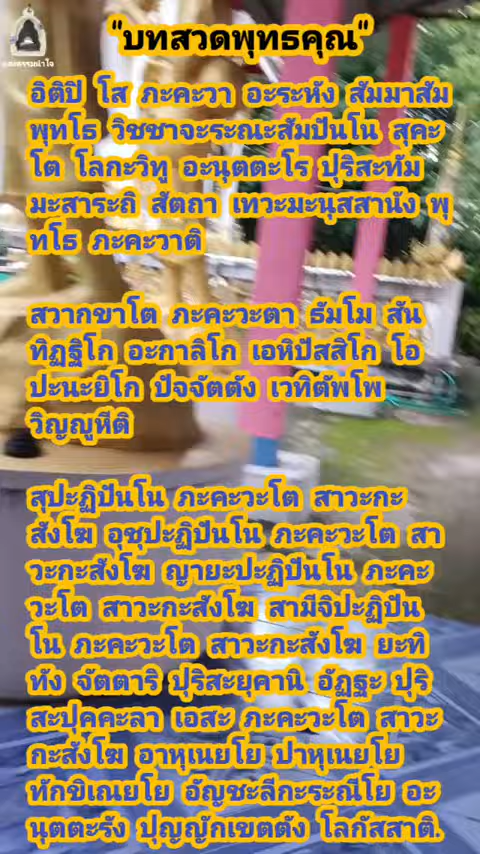 "บทสวดพุทธคุณ"
อิติปิ โส ภะคะวา อะระหัง สัมมาสัม
พุทโธ วิชชาจะระณะสัมปันโน สุคะ
โต โลกะวิทู อะนุตตะโร ปุริสะทัม
มะสาระถิ สัตถา เทวะมะนุสสานัง พุ
ทโธ ภะคะวาติ
สวากขาโต ภะคะวะตา ธัมโม สัน
ทิฏฐิโก อะกาลิโก เอหิปัสสิโก โอ
ปะนะยิโก ปัจจัตตัง เวทิตัพโพ
วิญญูหีติ
สุปะฏิปันโน ภะคะวะโต สาวะกะ
สังโฆ อุชุปะฏิปันโน ภะคะวะโต สา
วะกะสังโฆ ญายะปะฏิปันโน ภะคะ
วะโต สาวะกะสังโฆ สามีจิปะฏิปัน
โน ภะคะวะโต สาวะกะสังโฆ ยะทิ
ทัง จัตตาริ ปุริสะยุคานิ อัฏฐะ ปุริ
สะปุคคะลา เอสะ ภะคะวะโต สาวะ
กะสังโฆ อาหุเนยโย ปาหุเนยโย
ทักขิเณยโย อัญชะลีกะระณีโย อะ
นุตตะรัง ปุญญักเขตตัง โลกัสสาติ.